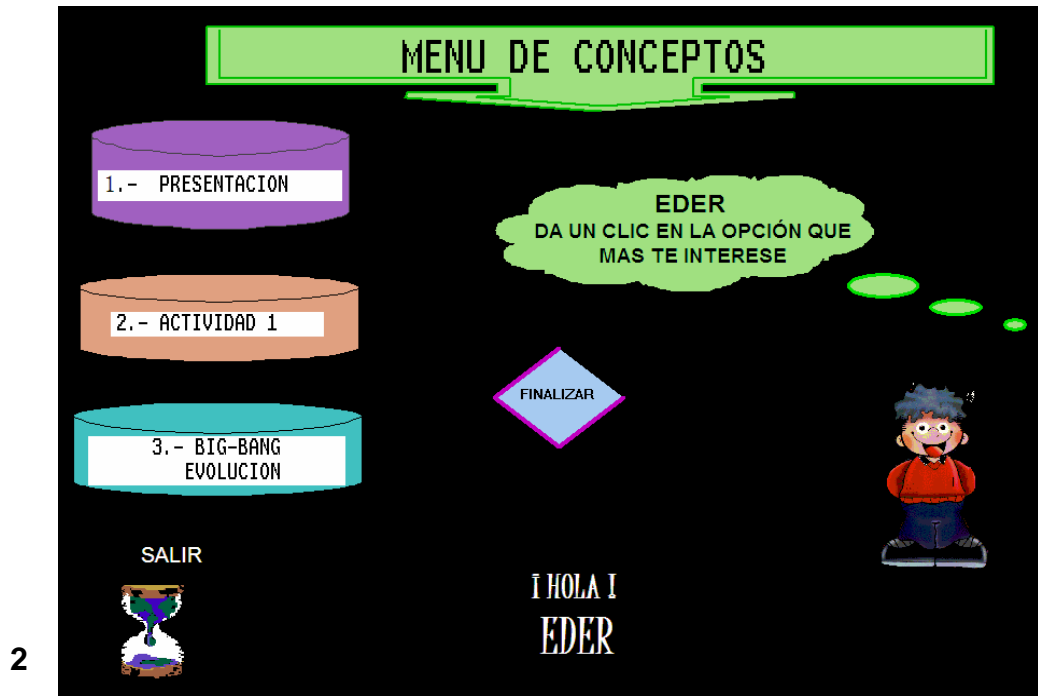 MENU DE CONCEPTOS
1.- PRESENTACION
EDER
DA UN CLIC EN LA OPCIÓN QUE
MAS TE INTERESE
2.- ACTIVIDAD 1
FINALIZAR
3.- BIG-BANG
EVOLUCION
SALIR
¡ HOLA !
EDER
2